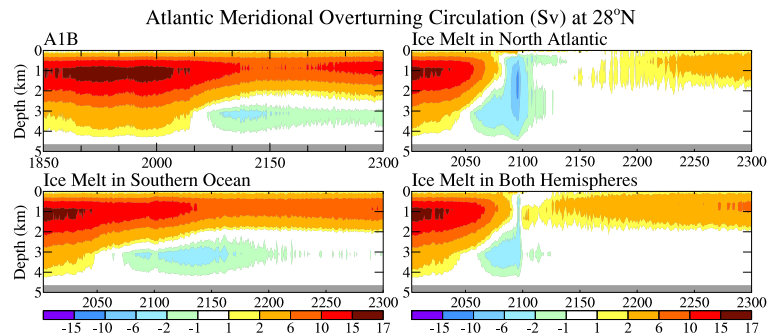 Atlantic Meridional Overturning Circulation (Sv) at 28°N
A1B
Ice Melt in North Atlantic
Depth (km)
0
1
2
3
4
5
1850 2000 2150 2300
2050 2100 2150 2200 2250 2300
Ice Melt in Southern Ocean
Ice Melt in Both Hemispheres
Depth (km)
0
1
2
3
4
5
2050 2100 2150 2200 2250 2300
2050 2100 2150 2200 2250 2300
-15 -10 -6 -2 -1 1 2 6 10 15 17
-15 -10 -6 -2 -1 1 2 6 10 15 17